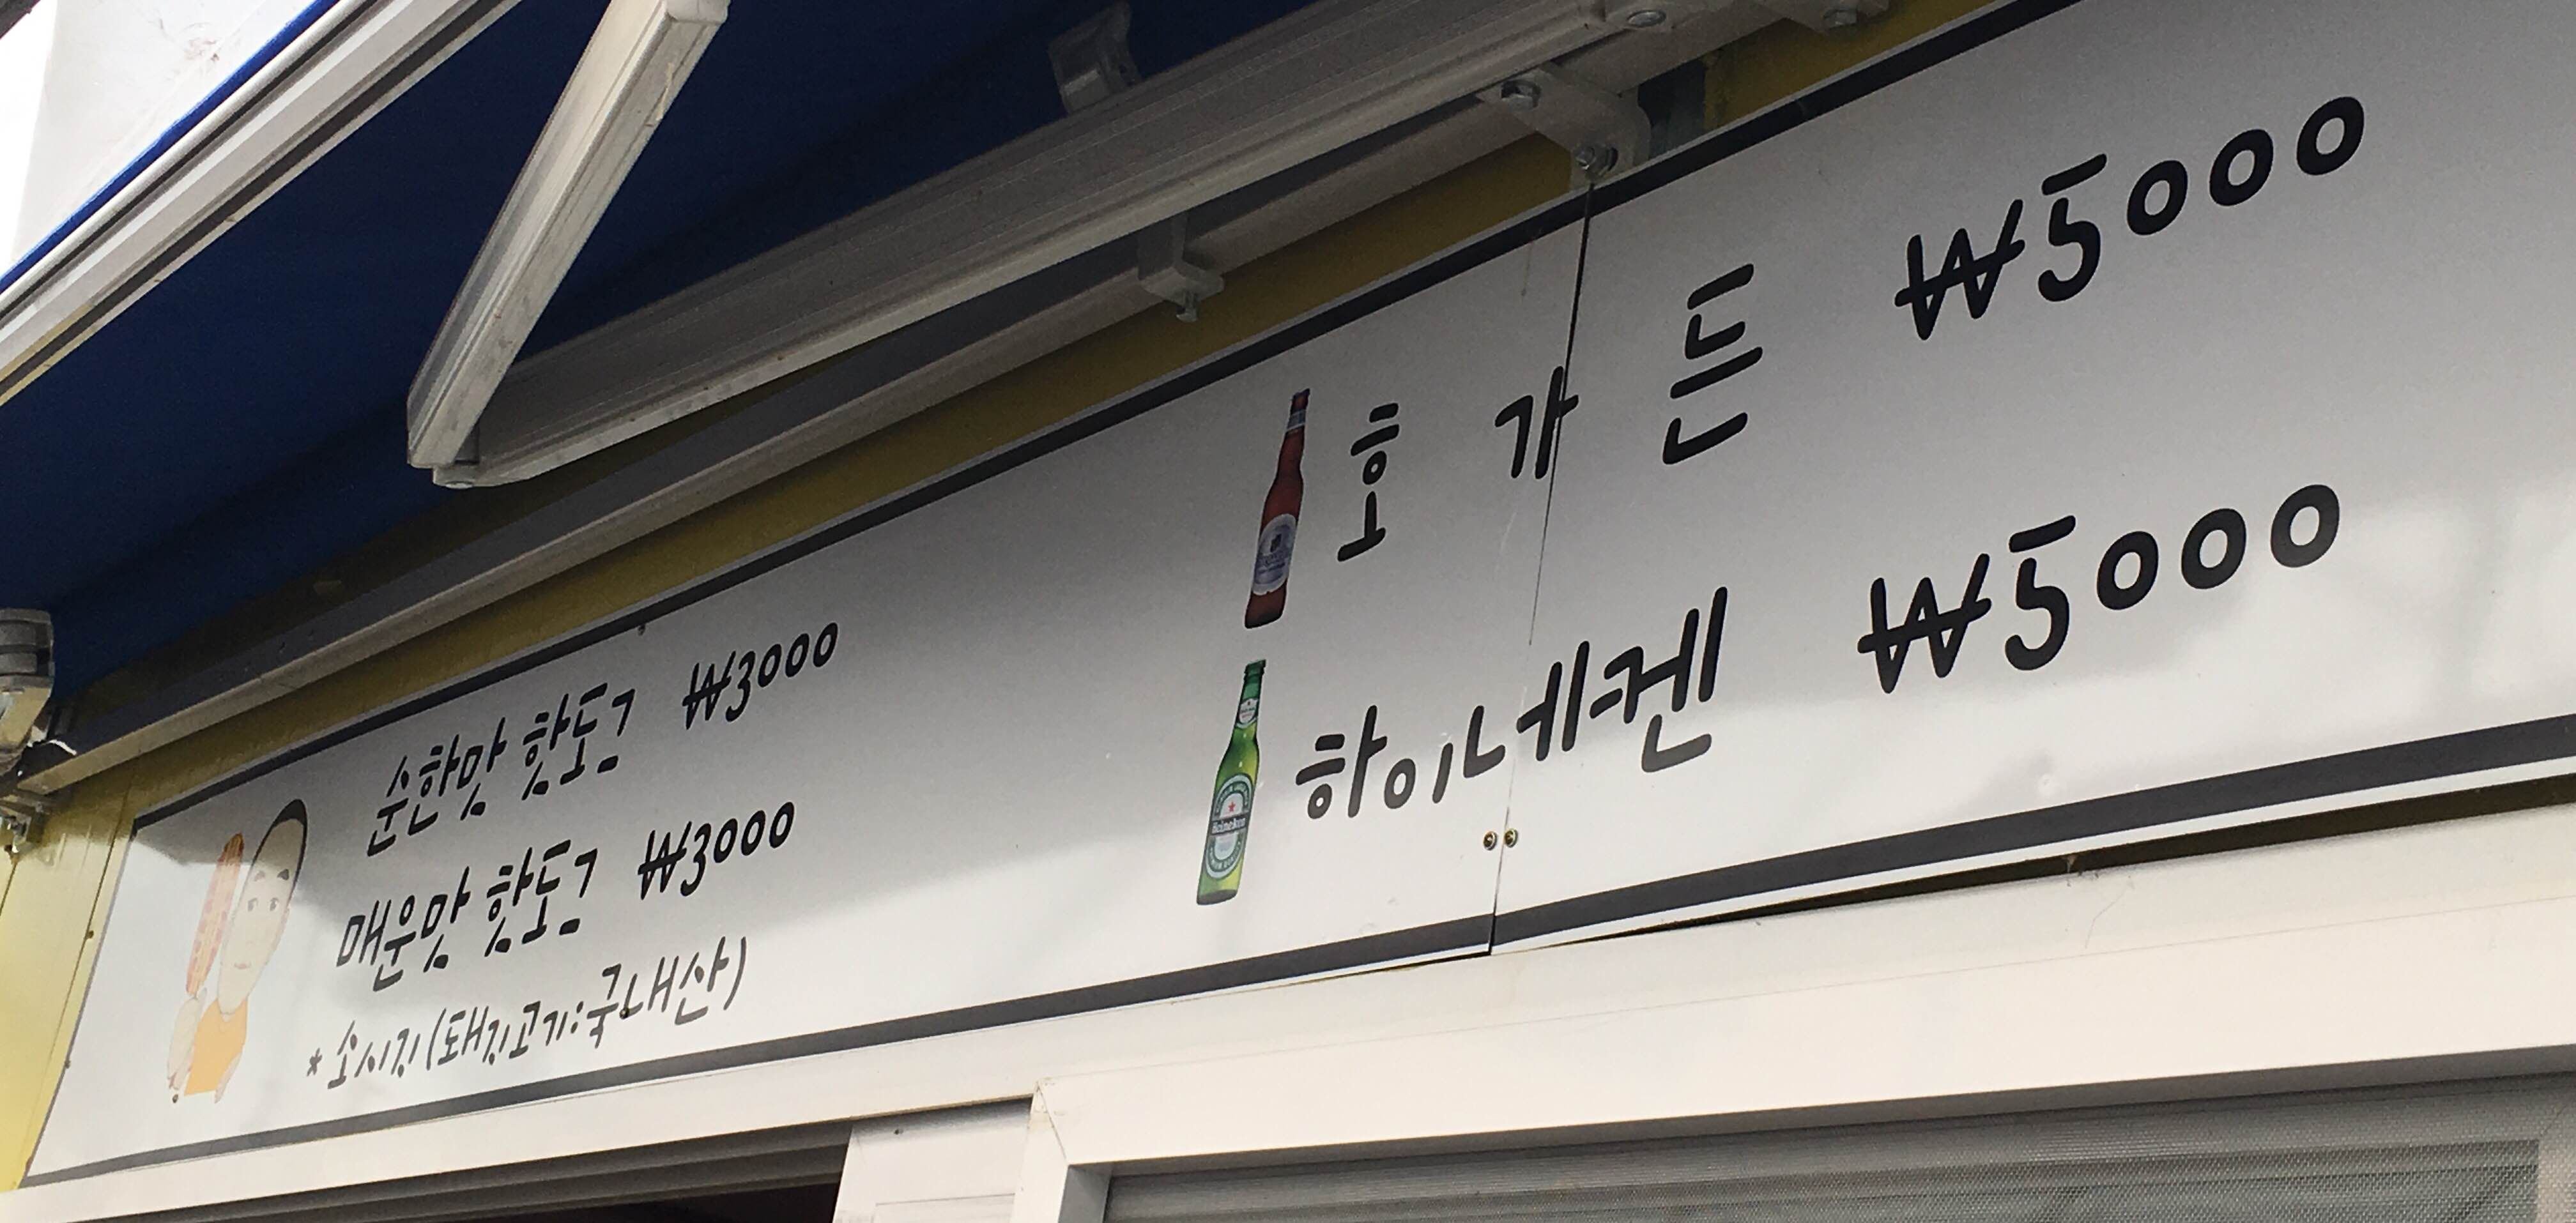 순한맛 핫도그 ₩3000
매운맛 핫도그 ₩3000
*소시지(돼지고기:국내산)
호가든 ₩5000
하이네켄 ₩5000
Heineken